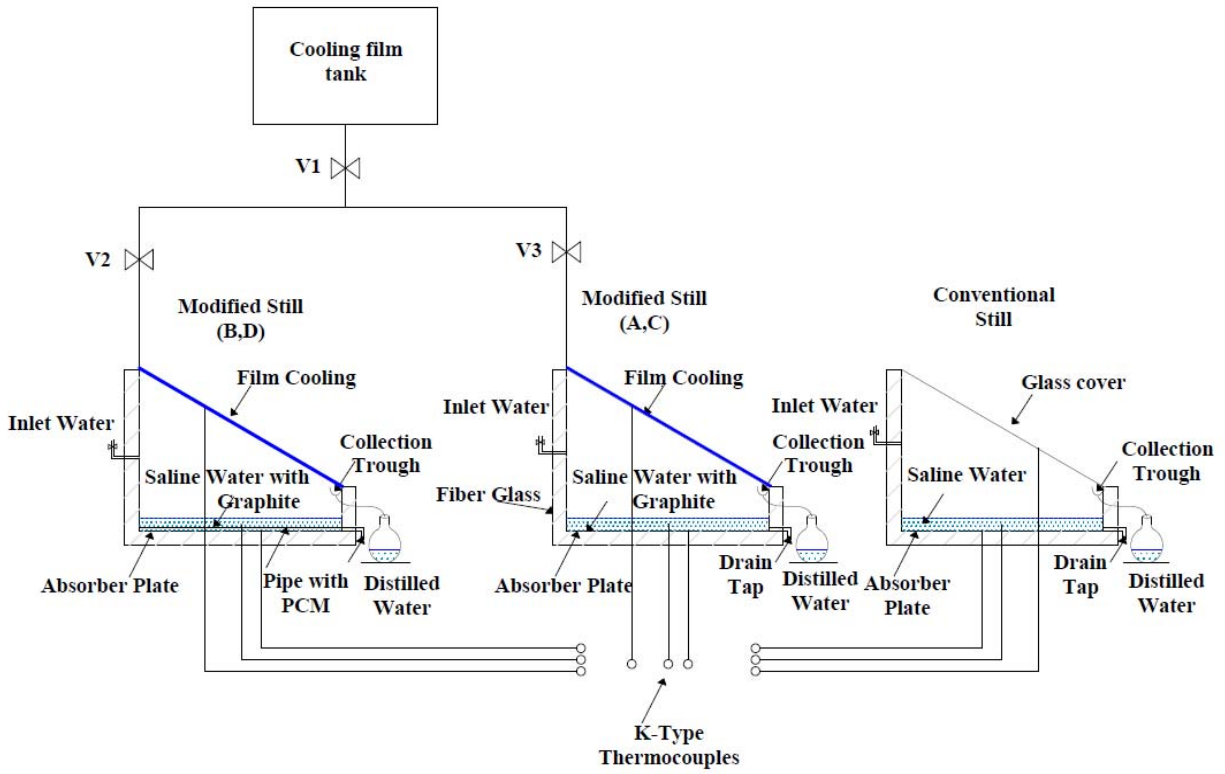 Cooling film
tank
V1
V2
V3
Modified Still
(B,D)
Modified Still
(A,C)
Conventional
Still
Film Cooling
Film Cooling
Glass cover
Inlet Water
Inlet Water
Inlet Water
Collection
Trough
Collection
Trough
Collection
Trough
Saline Water with
Graphite
Saline Water with
Graphite
Saline Water
Fiber Glass
Absorber Plate
Pipe with
PCM
Distilled
Water
Absorber Plate
Drain
Tap
Distilled
Water
Absorber
Plate
Drain
Tap
Distilled
Water
K-Type
Thermocouples